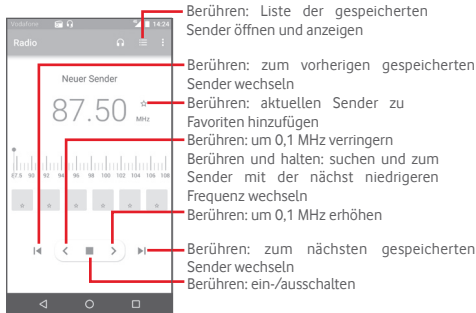 Vodafone 14:24
Radio
Neuer Sender
87.50
MHz
87.5 90 92 94 96 98 100 102 104 106 108
Berühren: Liste der gespeicherten
Sender öffnen und anzeigen
Berühren: zum vorherigen gespeicherten
Sender wechseln
Berühren: aktuellen Sender zu
Favoriten hinzufügen
Berühren: um 0,1 MHz verringern
Berühren und halten: suchen und zum
Sender mit der nächst niedrigeren
Frequenz wechseln
Berühren: um 0,1 MHz erhöhen
Berühren: zum nächsten gespeicherten
Sender wechseln
Berühren: ein-/ausschalten